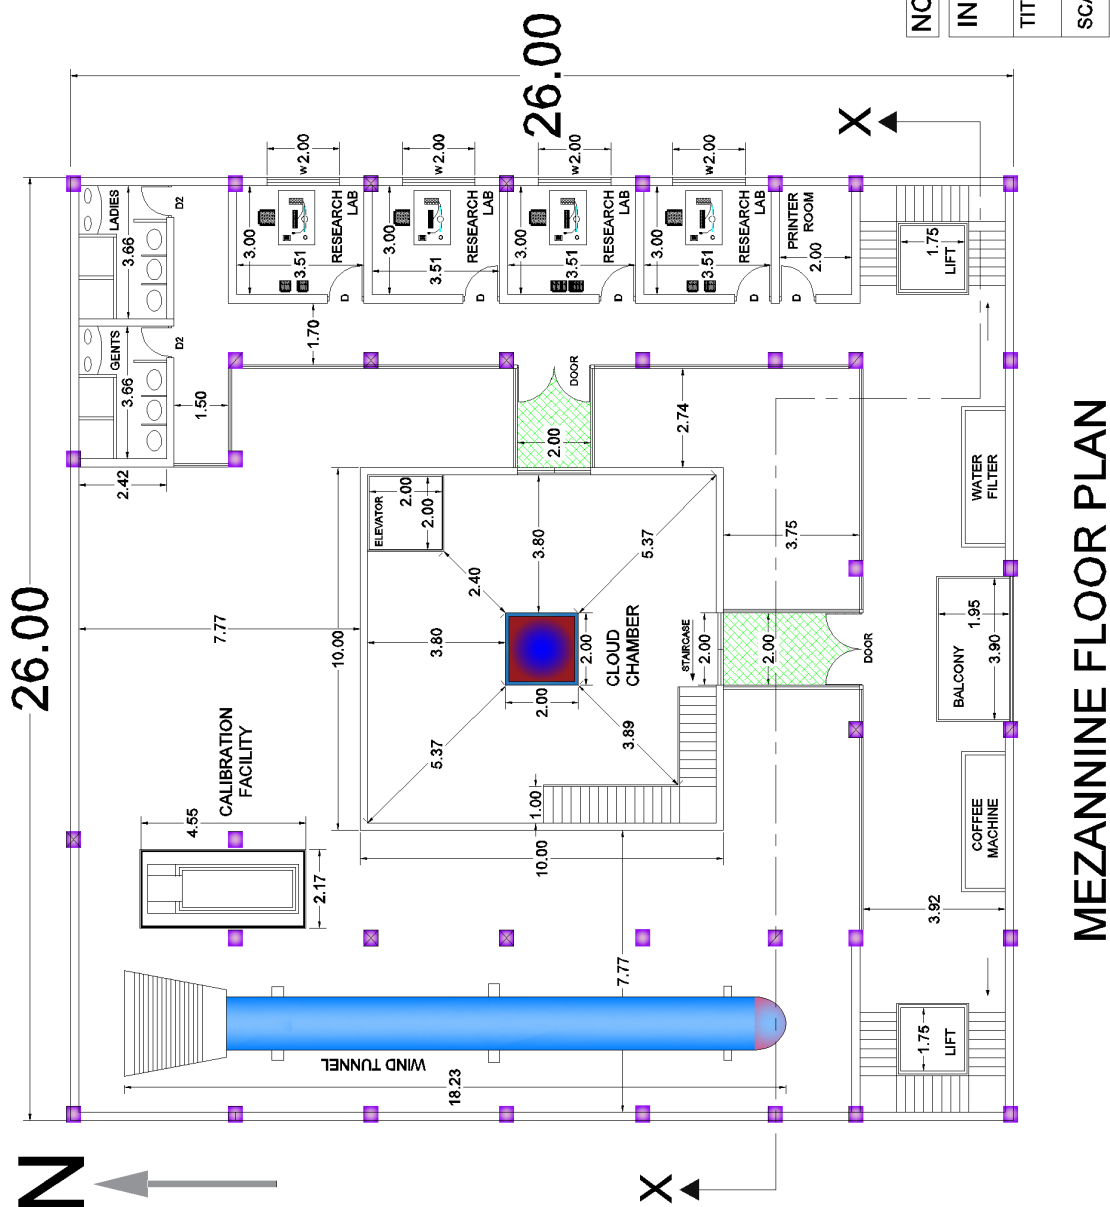 NO
IN
TIT
SCA
26.00
26.00
N
X
X
LADIES
3.66
D2
GENTS
3.66
D2
2.42
1.50
1.70
w2.00
w2.00
w2.00
w2.00
3.00
3.51
RESEARCH
LAB
D
3.00
3.51
RESEARCH
LAB
D
3.00
3.51
RESEARCH
LAB
D
3.00
3.51
RESEARCH
LAB
D
PRINTER
ROOM
2.00
D
1.75
LIFT
7.77
10.00
10.00
ELEVATOR
2.00
2.00
2.40
3.80
3.80
5.37
5.37
3.89
2.00
2.00
CLOUD
CHAMBER
STAIRCASE
2.00
1.00
2.00
DOOR
2.74
3.75
2.00
DOOR
WATER
FILTER
BALCONY
1.95
3.90
COFFEE
MACHINE
3.92
CALIBRATION
FACILITY
4.55
2.17
WIND TUNNEL
18.23
7.77
1.75
LIFT
MEZANNINE FLOOR PLAN